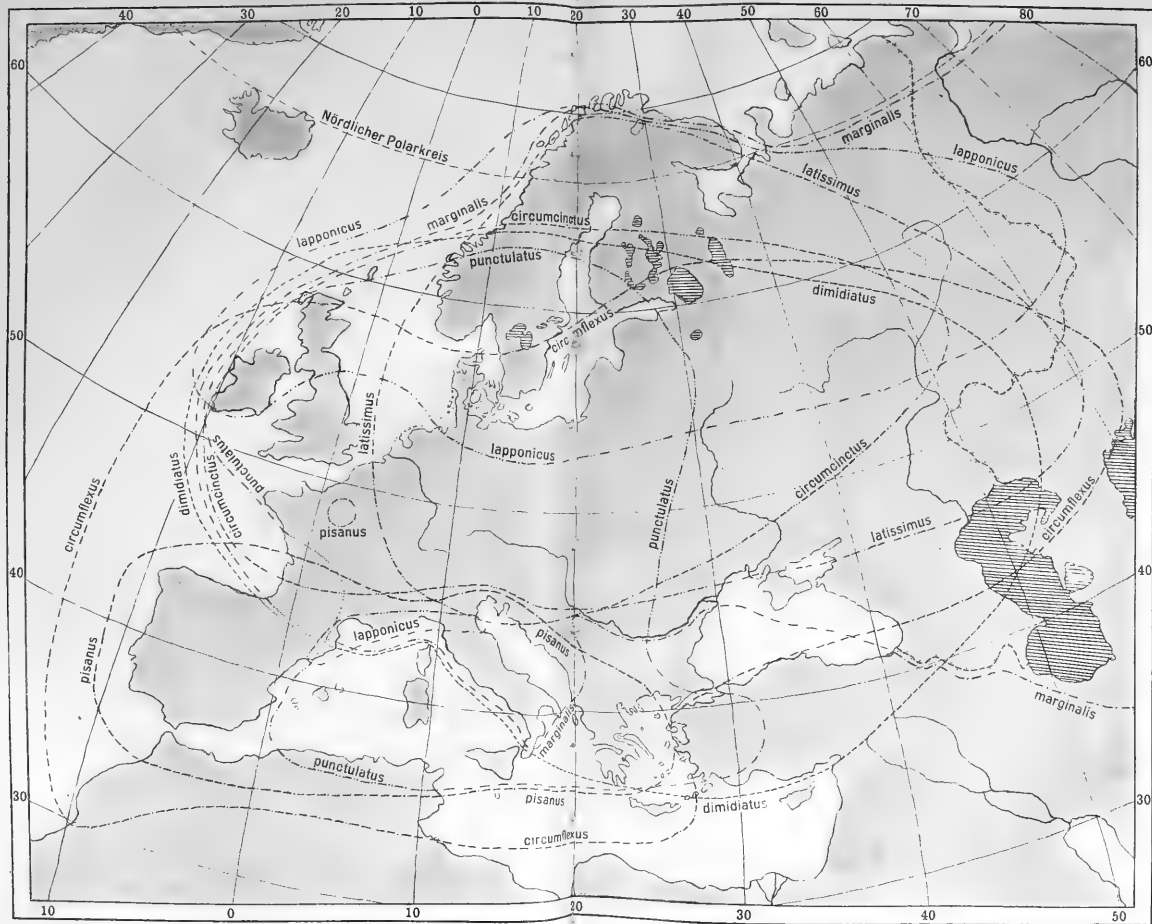 40 30 20 10 0 10 20 30 40 50 60 70 80
60
60
Nördlicher Polarkreis
marginalis
lapponicus
latissimus
lapponicus
marginalis
circumcinctus
punctulatus
dimidiatus
circumflexus
50
50
latissimus
lapponicus
circumcinctus
punctulatus
circumflexus
dimidiatus
circumcinctus
punctulatus
pisanus
latissimus
circumflexus
40
40
lapponicus
pisanus
pisanus
marginalis
marginalis
punctulatus
pisanus
dimidiatus
circumflexus
30
30
10 0 10 20 30 40 50